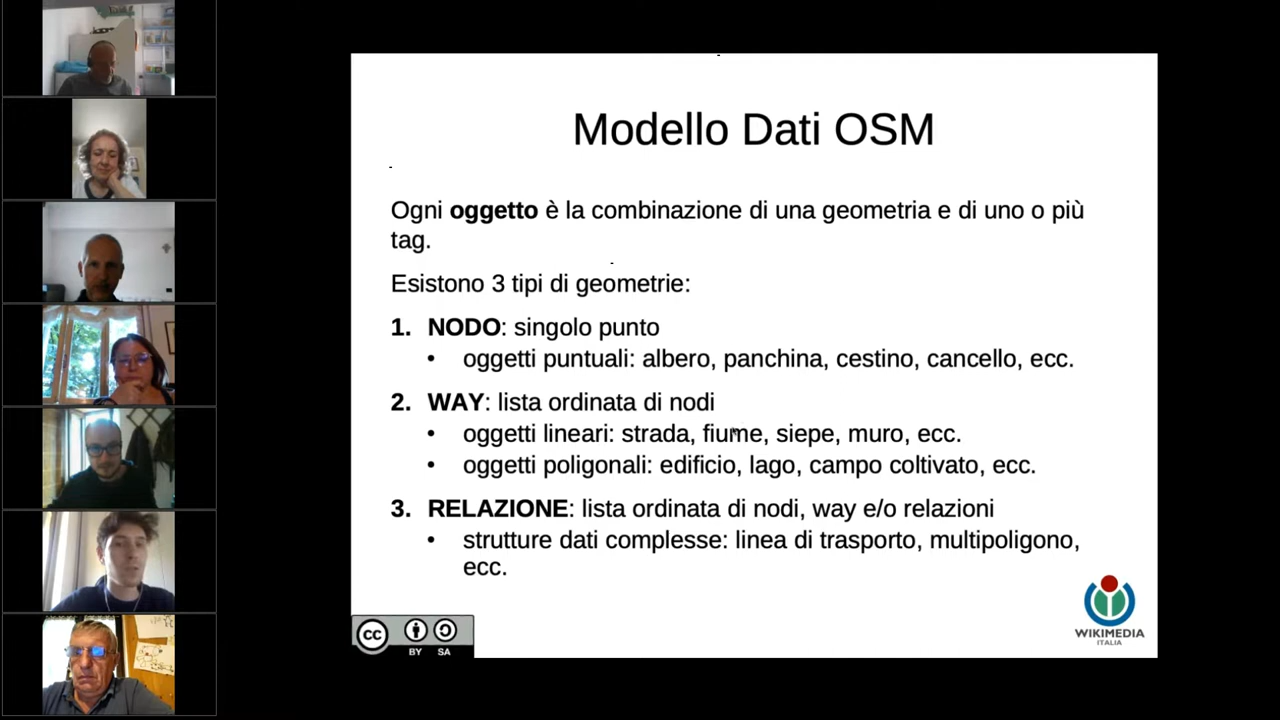 Modello Dati OSM
Ogni oggetto è la combinazione di una geometria e di uno o più
tag.
Esistono 3 tipi di geometrie:
1. NODO: singolo punto
• oggetti puntuali: albero, panchina, cestino, cancello, ecc.
2. WAY: lista ordinata di nodi
• oggetti lineari: strada, fiume, siepe, muro, ecc.
• oggetti poligonali: edificio, lago, campo coltivato, ecc.
3. RELAZIONE: lista ordinata di nodi, way e/o relazioni
• strutture dati complesse: linea di trasporto, multipoligono,
ecc.
cc
BY SA
WIKIMEDIA
ITALIA